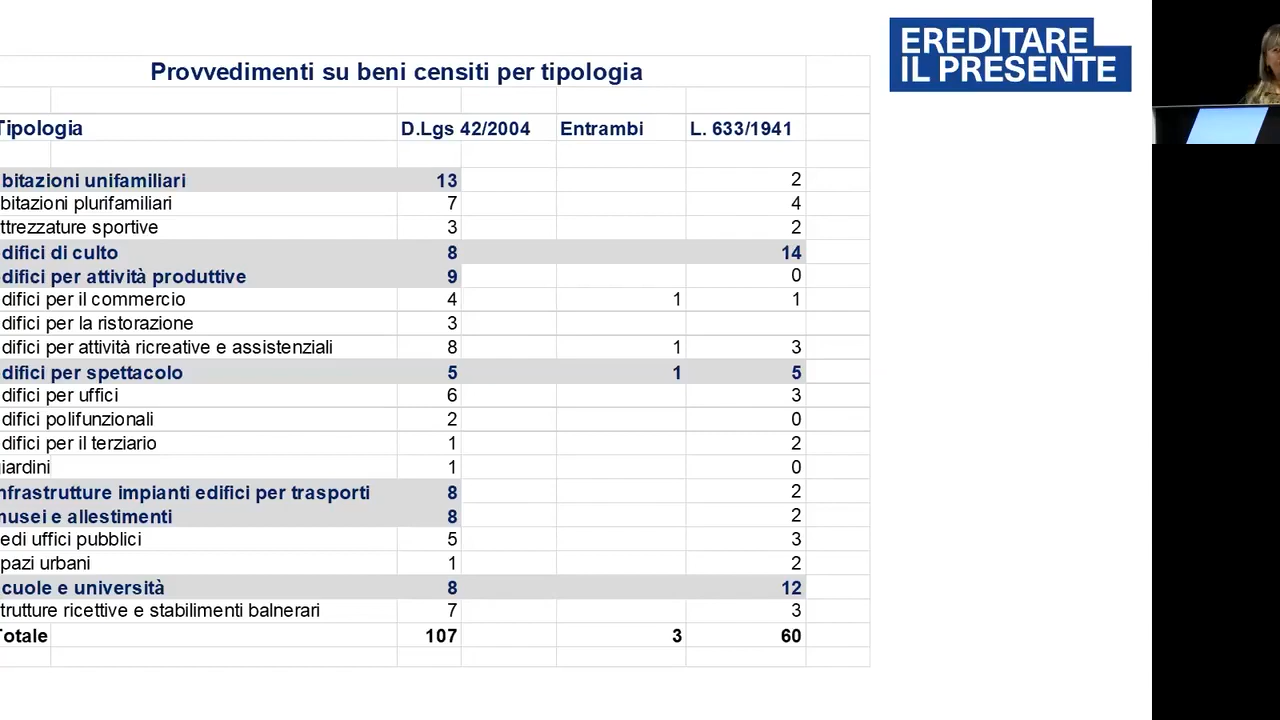 EREDITARE
IL PRESENTE
Provvedimenti su beni censiti per tipologia
Tipologia D.Lgs 42/2004 Entrambi L. 633/1941
bitazioni unifamiliari 13 2
bitazioni plurifamiliari 7 4
ttrezzature sportive 3 2
difici di culto 8 14
difici per attività produttive 9 0
difici per il commercio 4 1 1
difici per la ristorazione 3
difici per attività ricreative e assistenziali 8 1 3
difici per spettacolo 5 1 5
difici per uffici 6 3
difici polifunzionali 2 0
difici per il terziario 1 2
iardini 1 0
nfrastrutture impianti edifici per trasporti 8 2
musei e allestimenti 8 2
edi uffici pubblici 5 3
pazi urbani 1 2
cuole e università 8 12
trutture ricettive e stabilimenti balnerari 7 3
Totale 107 3 60